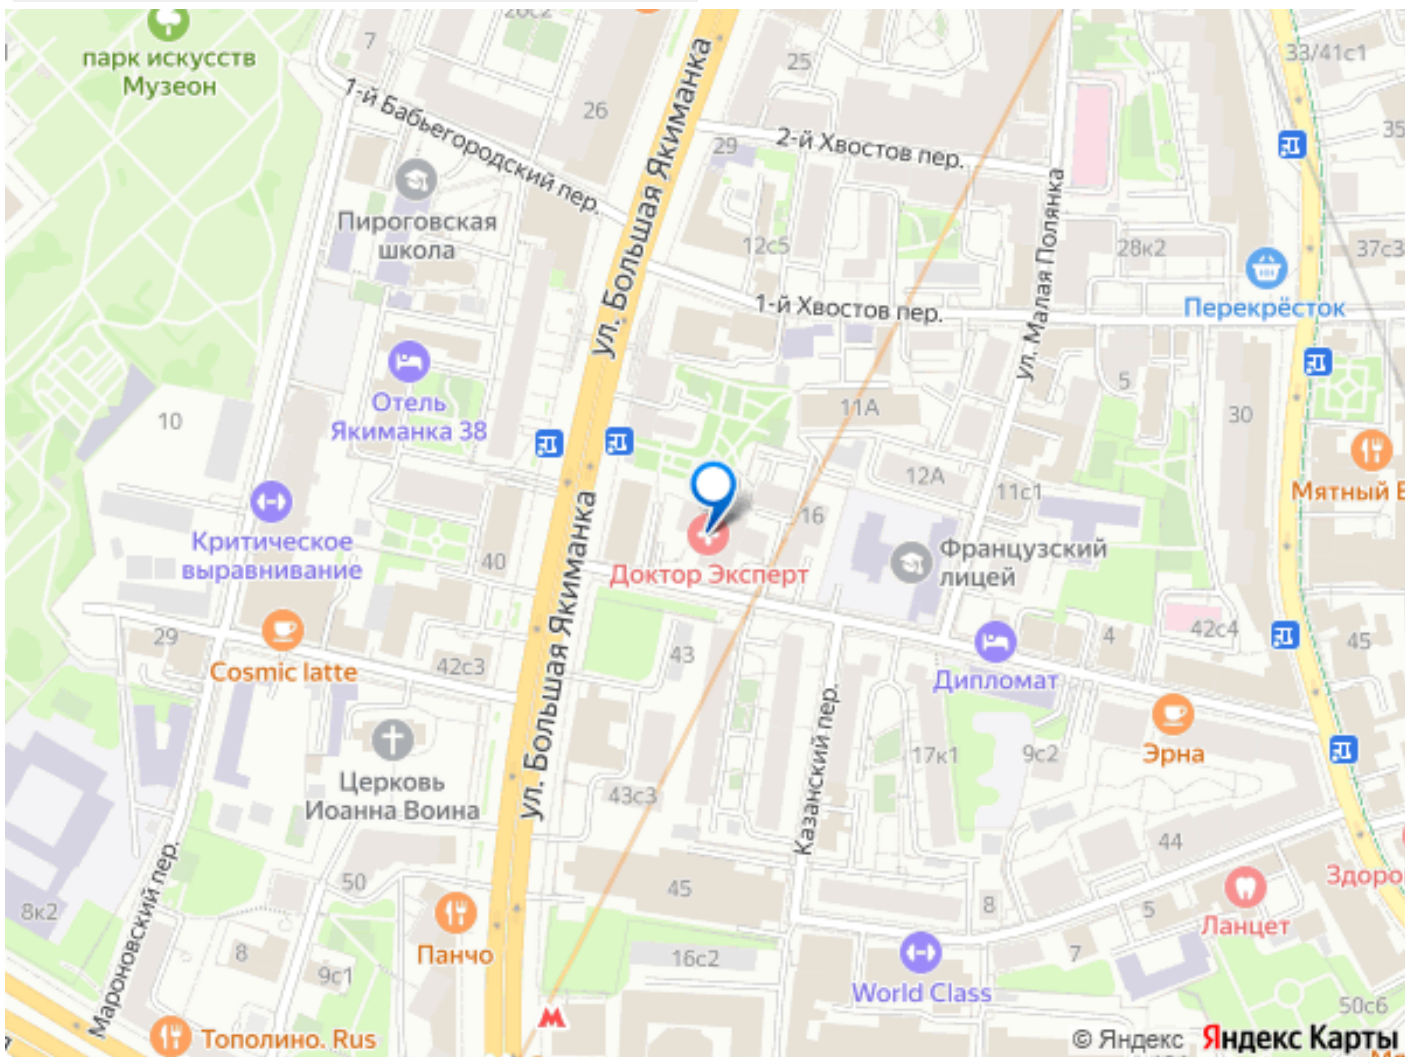 парк искусств
Музеон
7
26
25
33/41с1
1-й Бабьегородский пер.
ул. Большая Якиманка
29
2-й Хвостов пер.
35
Пироговская
школа
12с5
ул. Малая Полянка
28к2
37с3
1-й Хвостов пер.
Перекрёсток
Отель
Якиманка 38
10
11А
5
30
12А
11с1
Мятный
Критическое
выравнивание
40
16
Доктор Эксперт
Французский
лицей
ул. Большая Якиманка
29
Cosmic latte
42с3
43
4
42с4
45
Дипломат
Казанский пер.
Церковь
Иоанна Воина
43с3
17к1
9с2
Эрна
44
Мароновский пер.
50
45
8
5
Ланцет
Здоро
8к2
8
9с1
Панчо
16с2
7
World Class
50с6
Тополино. Rus
© Яндекс Яндекс Карты